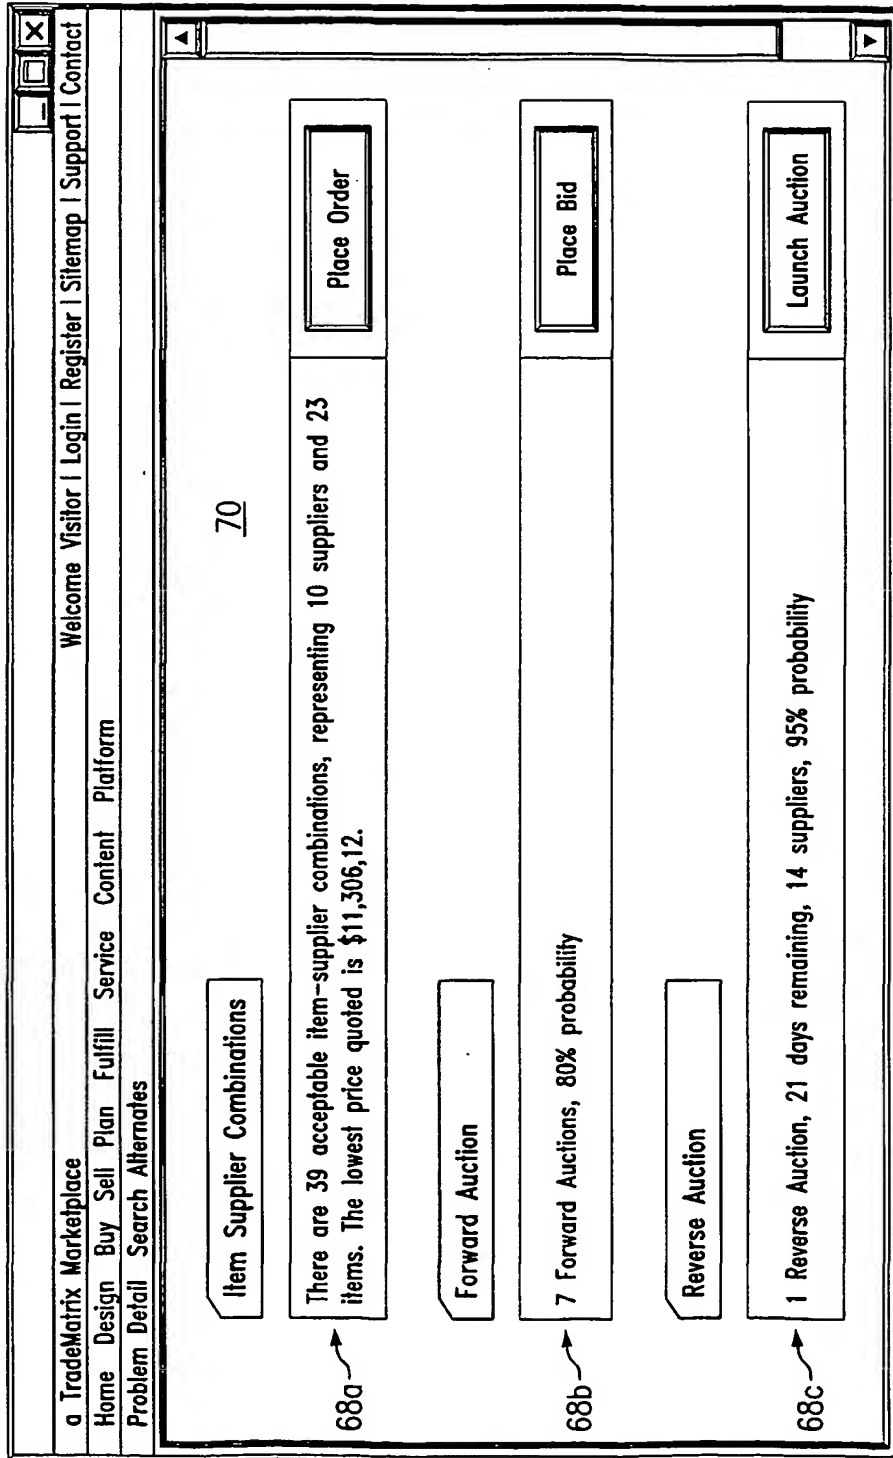 a TradeMatrix Marketplace Welcome Visitor | Login | Register | Sitemap | Support | Contact
Home Design Buy Sell Plan Fulfill Service Content Platform
Problem Detail Search Alternates
70
Item Supplier Combinations
68a
There are 39 acceptable item-supplier combinations, representing 10 suppliers and 23
items. The lowest price quoted is $11,306,12.
Place Order
Forward Auction
68b
7 Forward Auctions, 80% probability
Place Bid
Reverse Auction
68c
1 Reverse Auction, 21 days remaining, 14 suppliers, 95% probability
Launch Auction